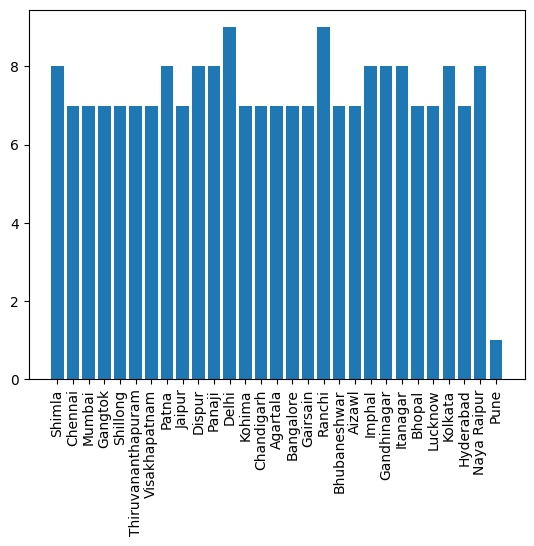 8
6
4
2
0
Shimla
Chennai
Mumbai
Gangtok
Shillong
Thiruvananthapuram
Visakhapatnam
Patna
Jaipur
Dispur
Panaji
Delhi
Kohima
Chandigarh
Agartala
Bangalore
Gairsain
Ranchi
Bhubaneshwar
Aizawl
Imphal
Gandhinagar
Itanagar
Bhopal
Lucknow
Kolkata
Hyderabad
Naya Raipur
Pune